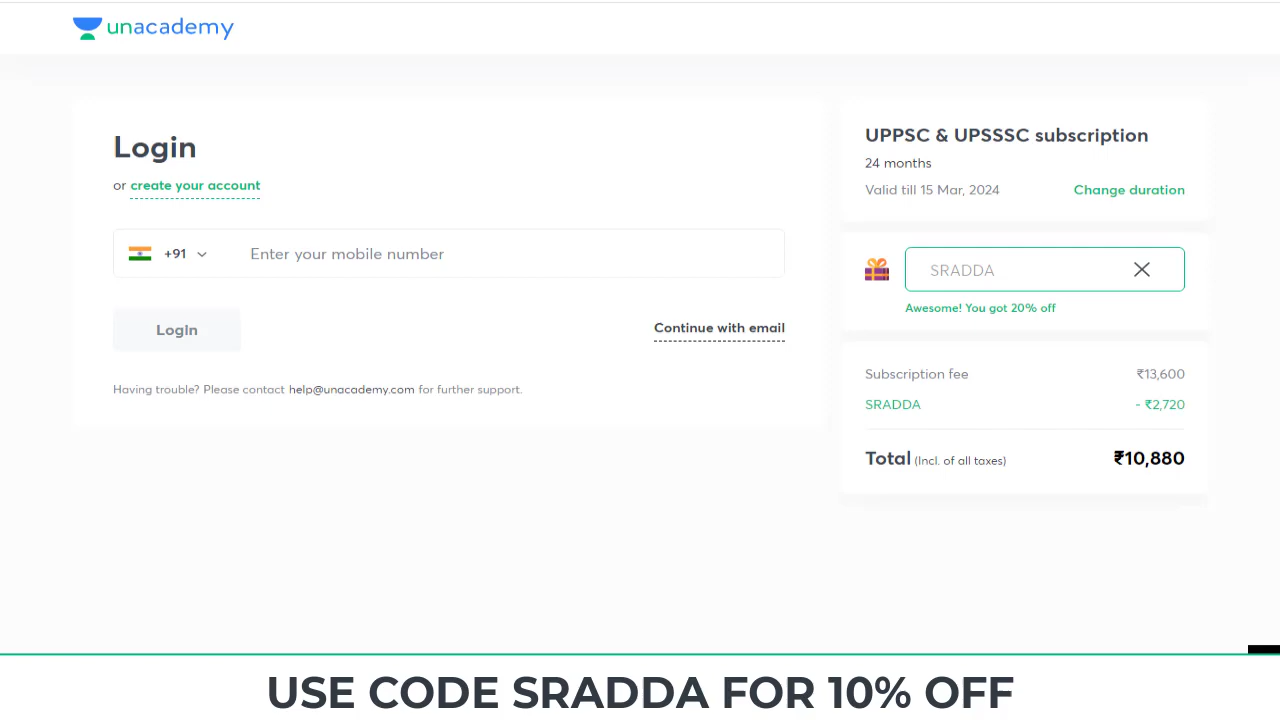 unacademy
Login
or create your account
+91
Enter your mobile number
Login
Continue with email
Having trouble? Please contact help@unacademy.com for further support.
UPPSC & UPSSSC subscription
24 months
Valid till 15 Mar, 2024
Change duration
SRADDA
Awesome! You got 20% off
Subscription fee
₹13,600
SRADDA
- ₹2,720
Total (Incl. of all taxes)
₹10,880
USE CODE SRADDA FOR 10% OFF